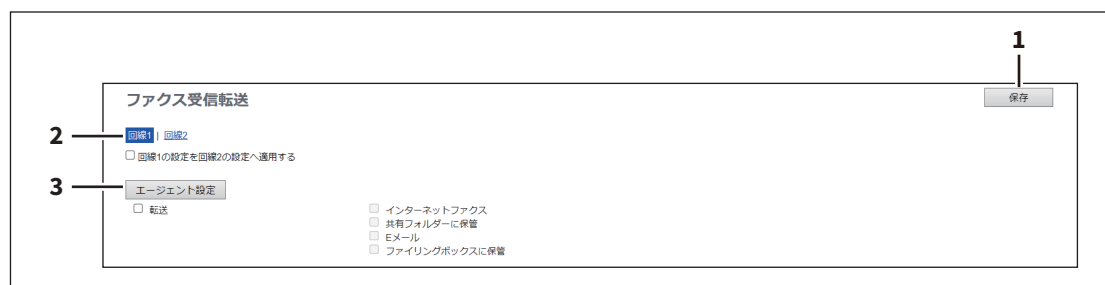 1
ファクス受信転送
保存
2
回線1 | 回線2
回線1の設定を回線2の設定へ適用する
3
エージェント設定
転送
インターネットファクス
共有フォルダーに保管
Eメール
ファイリングボックスに保管